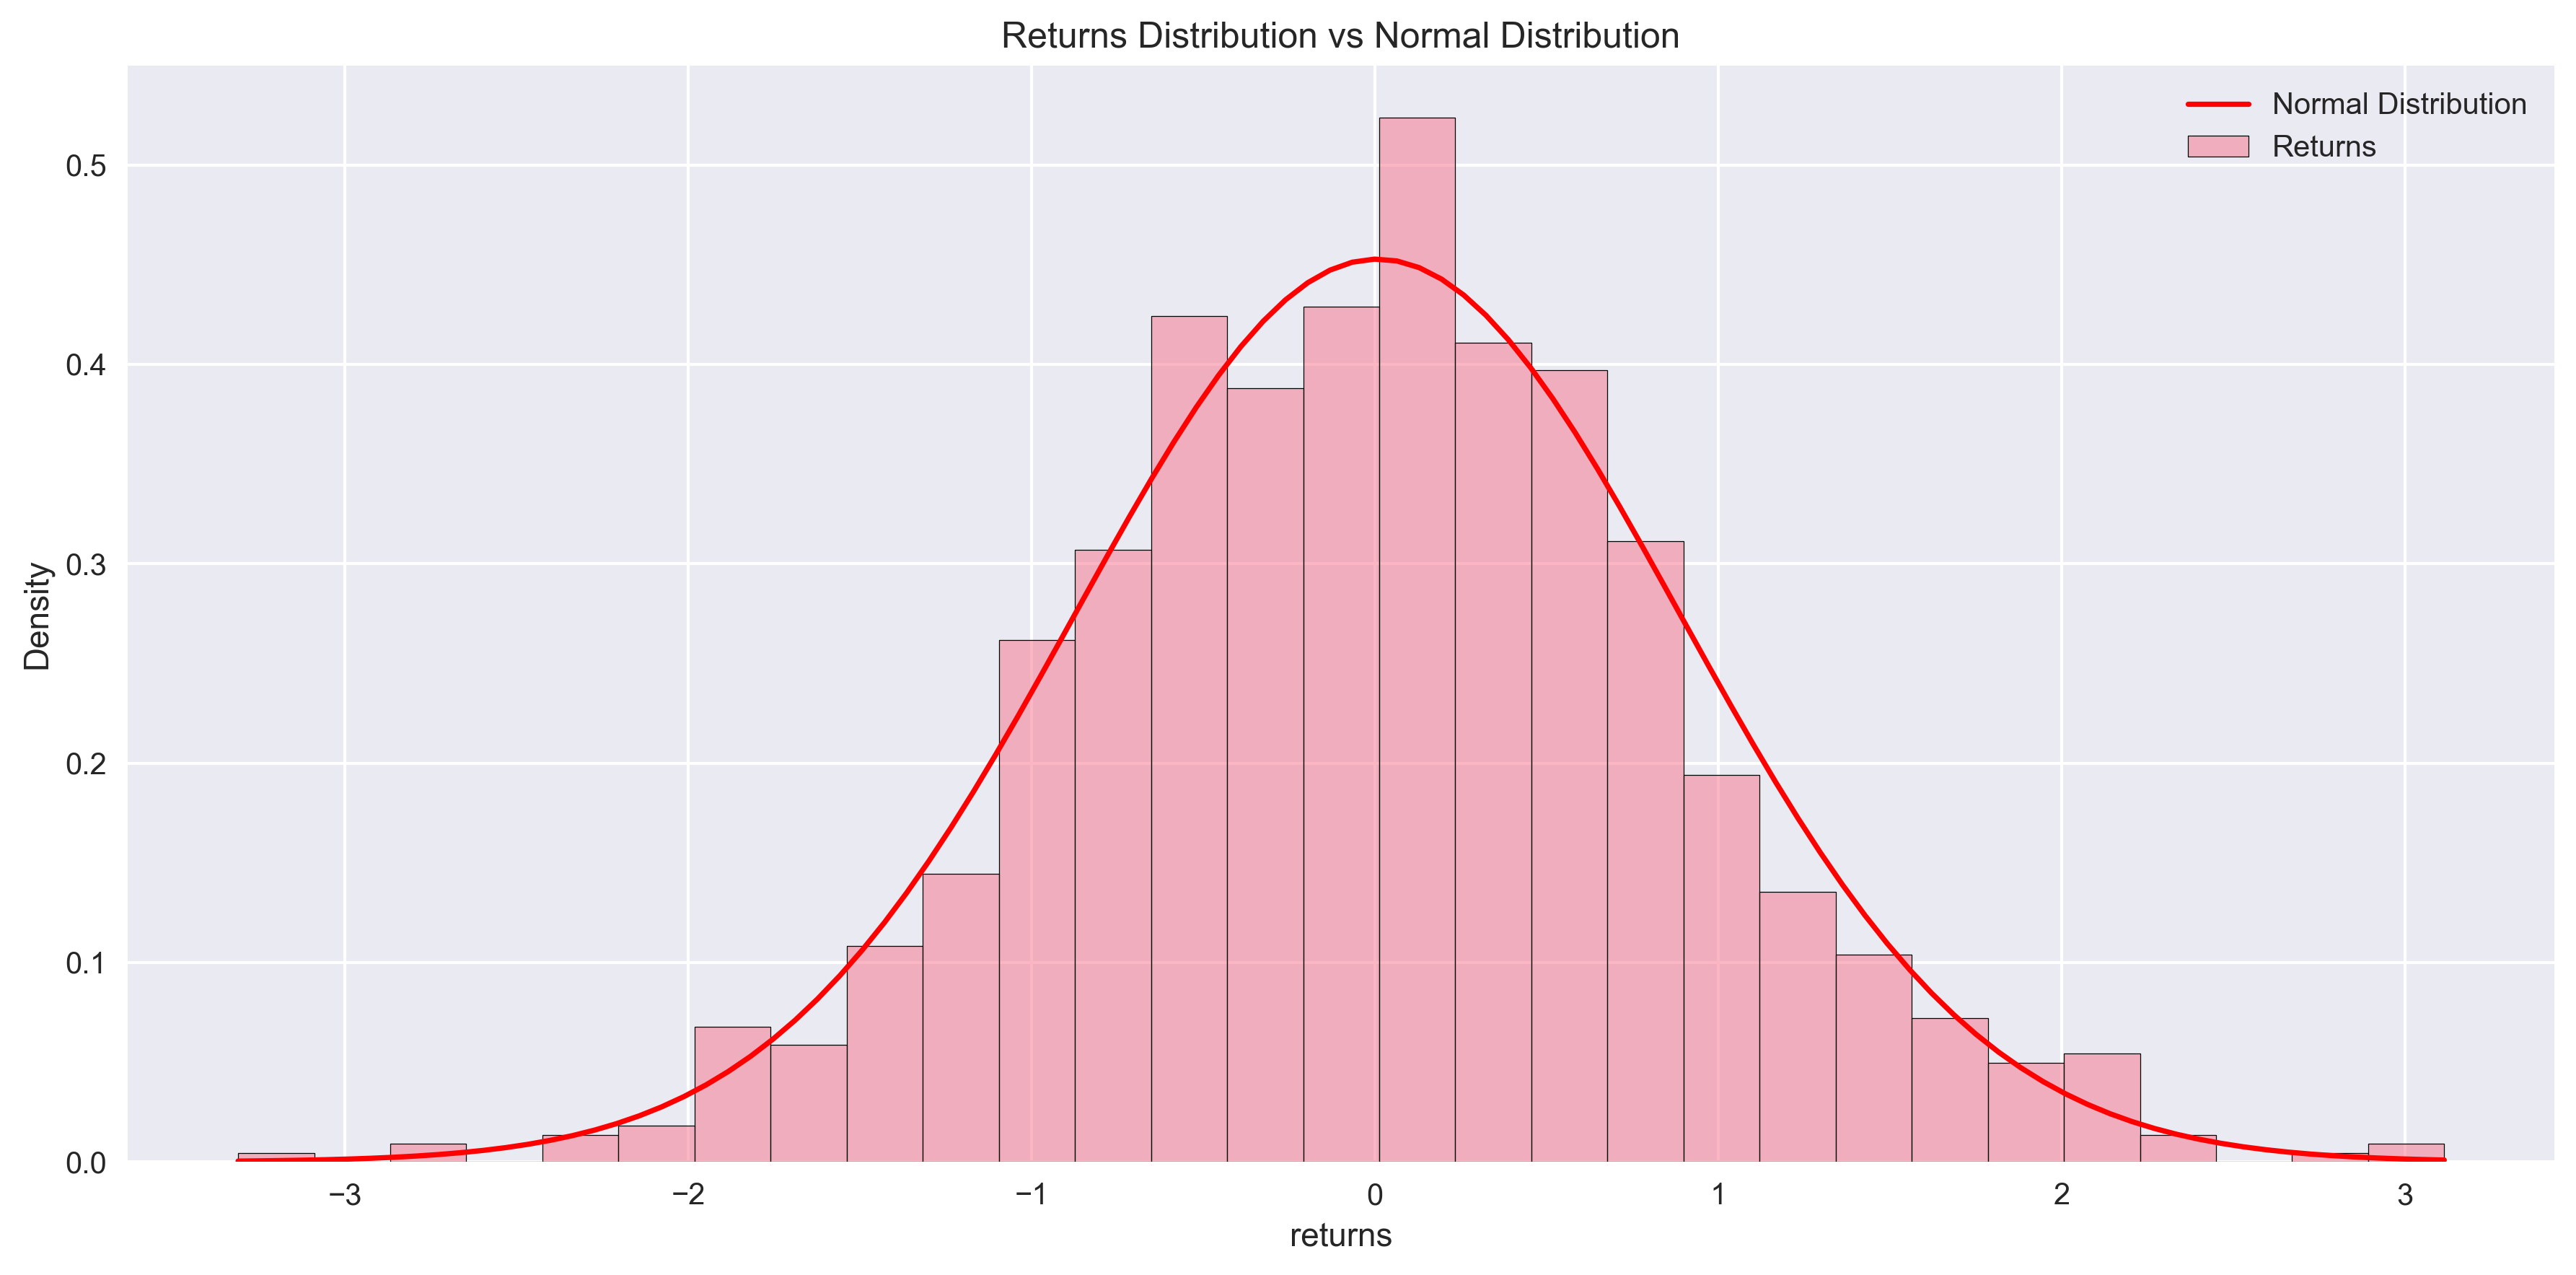 Returns Distribution vs Normal Distribution
Normal Distribution
Returns
0.5
0.4
0.3
0.2
0.1
0.0
Density
−3 −2 −1 0 1 2 3
returns